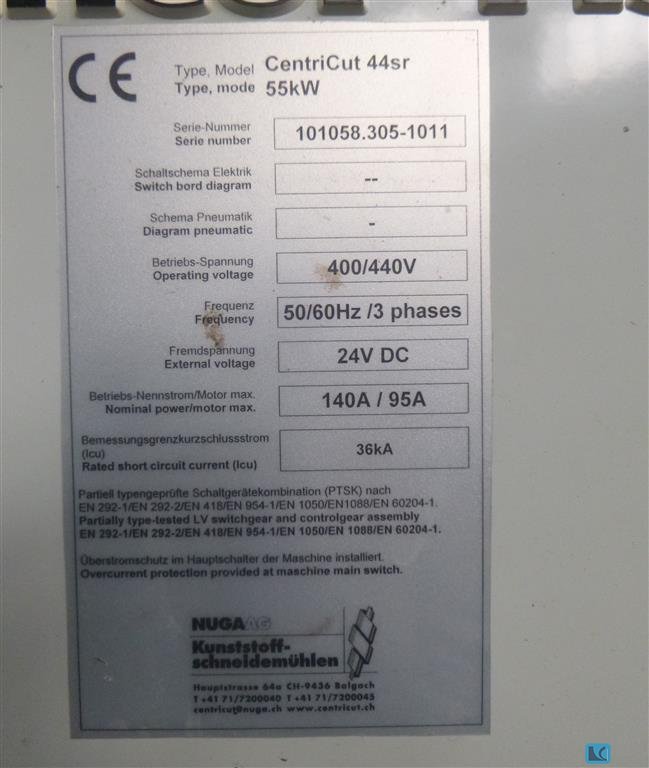 CE
Type, Model CentriCut 44sr
Type, mode 55kW
Serie-Nummer
Serie number
101058.305-1011
Schaltschema Elektrik
Switch bord diagram
--
Schema Pneumatik
Diagram pneumatic
-
Betriebs-Spannung
Operating voltage
400/440V
Frequenz
Frequency
50/60Hz /3 phases
Fremdspannung
External voltage
24V DC
Betriebs-Nennstrom/Motor max.
Nominal power/motor max.
140A / 95A
Bemessungsgrenzkurzschlussstrom
(Icu)
Rated short circuit current (Icu)
36kA
Partiell typengeprüfte Schaltgerätekombination (PTSK) nach
EN 292-1/EN 292-2/EN 418/EN 954-1/EN 1050/EN1088/EN 60204-1.
Partially type-tested LV switchgear and controlgear assembly
EN 292-1/EN 292-2/EN 418/EN 954-1/EN 1050/EN 1088/EN 60204-1.
Überstromschutz im Hauptschalter der Maschine installiert.
Overcurrent protection provided at maschine main switch.
NUGA AG
Kunststoff-
schneidemühlen
Hauptstrasse 64a CH-9436 Balgach
T +41 71/7200040 T +41 71/7200045
centricut@nuga.ch www.centricut.ch